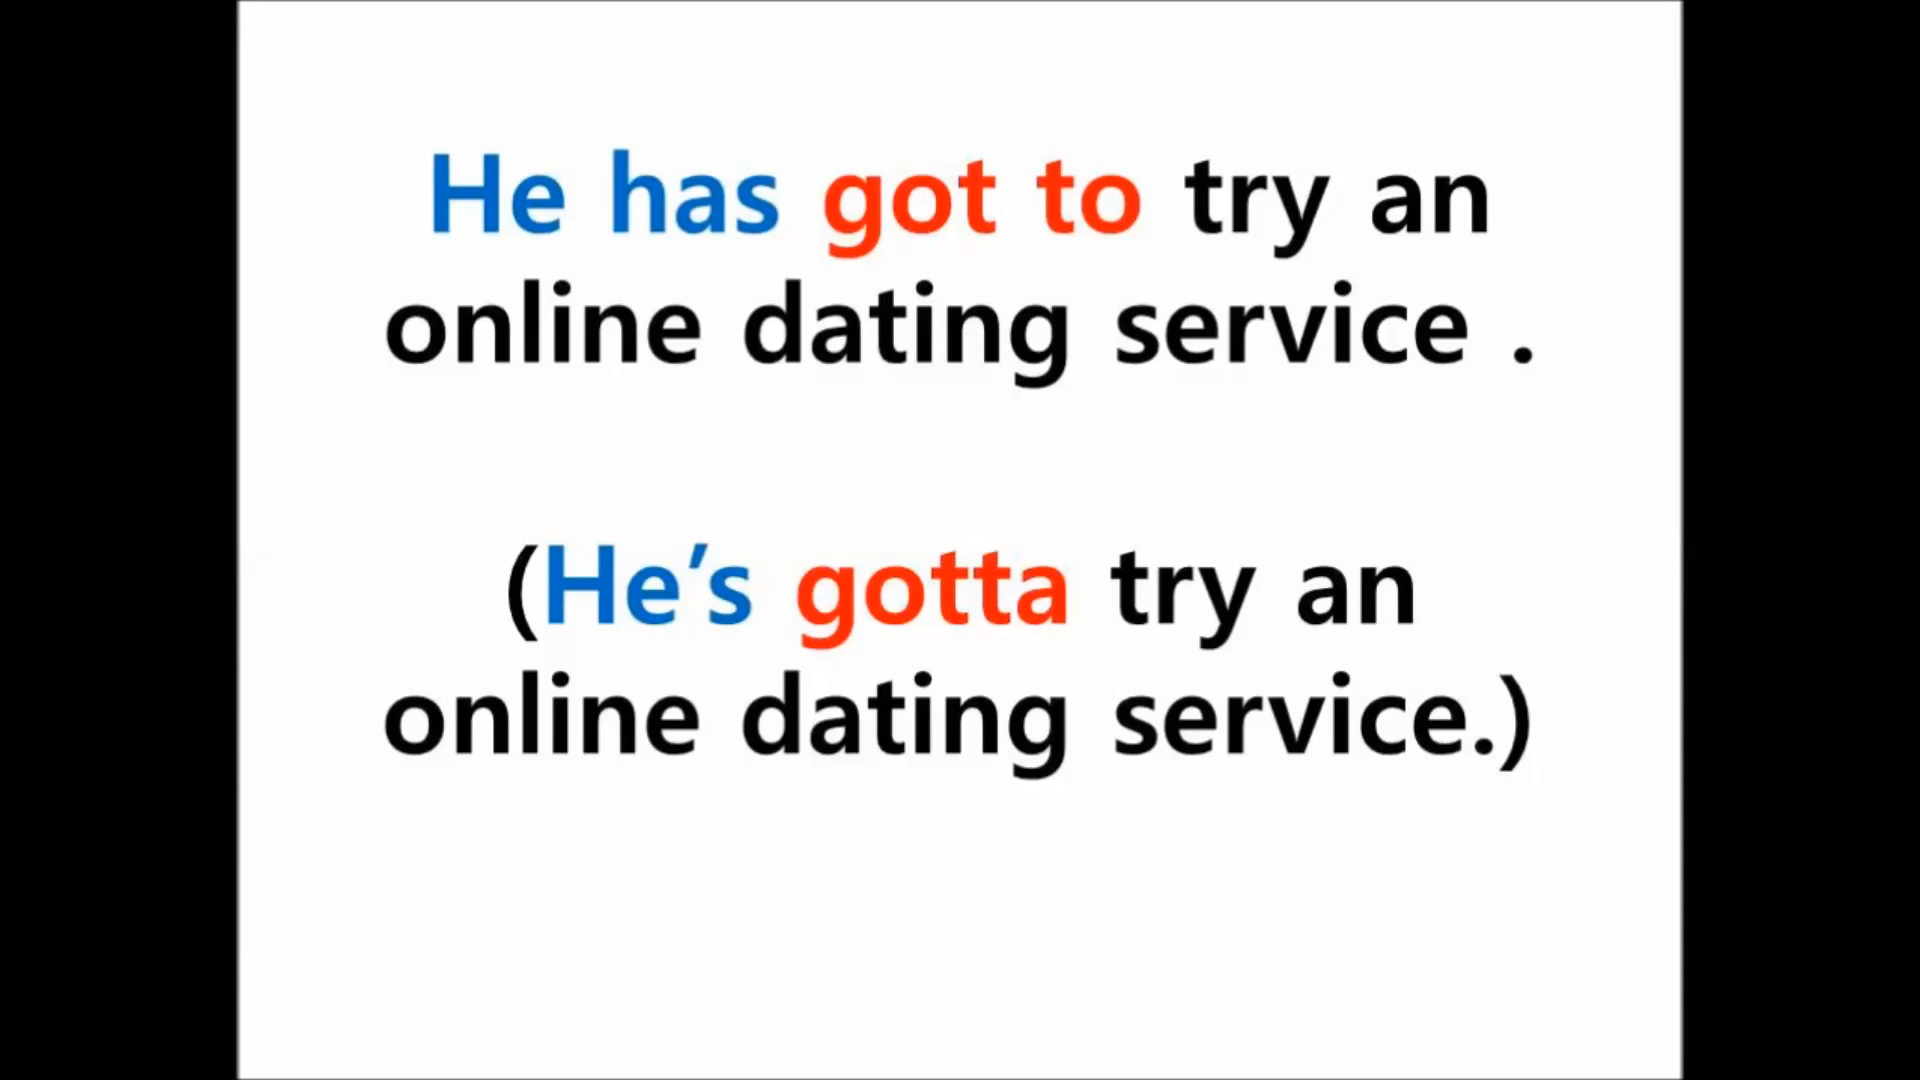 He has got to try an
online dating service .
(He’s gotta try an
online dating service.)